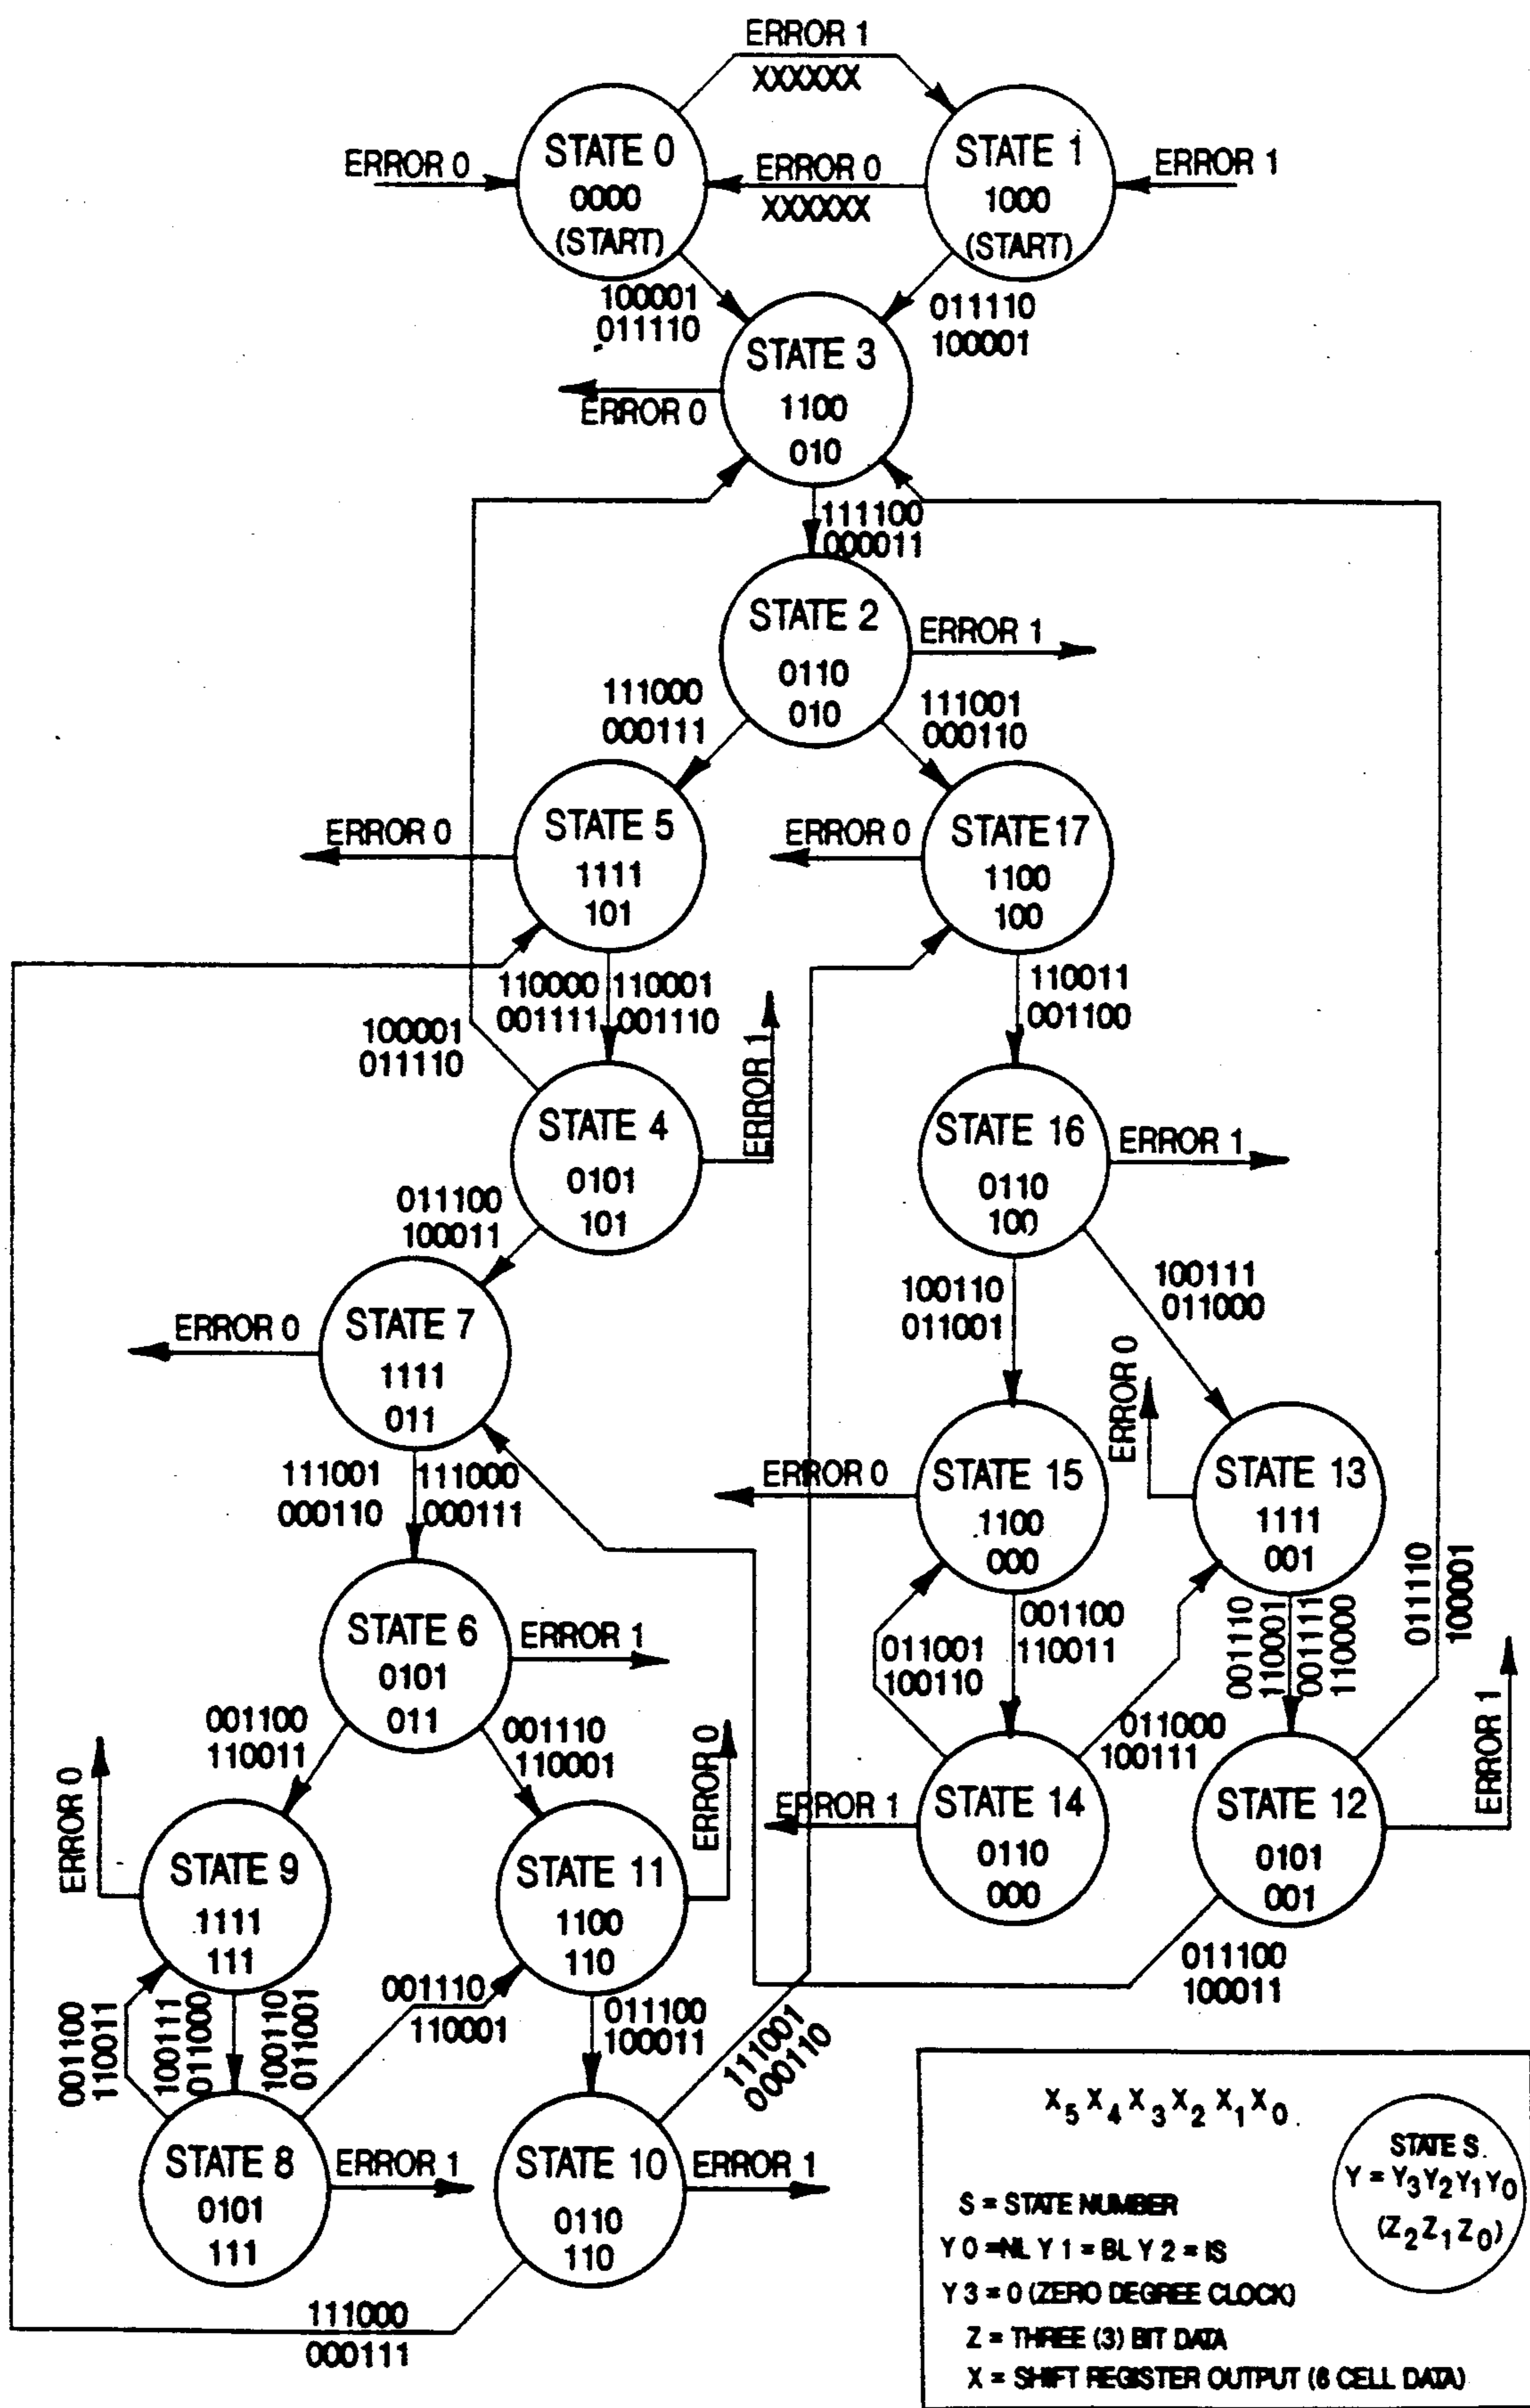 ERROR 1
XXXXXX
STATE 0
0000
(START)
STATE 1
1000
(START)
ERROR 0
ERROR 0
XXXXXX
ERROR 1
100001
011110
011110
100001
STATE 3
1100
010
ERROR 0
111100
000011
STATE 2
0110
010
ERROR 1
111000
000111
111001
000110
STATE 5
1111
101
ERROR 0
STATE 17
1100
100
ERROR 0
110000
001111
110001
001110
110011
001100
100001
011110
STATE 4
0101
101
ERROR 1
STATE 16
0110
100
ERROR 1
011100
100011
100110
011001
100111
011000
STATE 7
1111
011
ERROR 0
STATE 15
1100
000
ERROR 0
STATE 13
1111
001
ERROR 0
111001
000110
111000
000111
001100
110011
011001
100110
001110
110001
001111
110000
011110
100001
STATE 6
0101
011
ERROR 1
001100
110011
001110
110001
STATE 14
0110
000
ERROR 1
011000
100111
STATE 12
0101
001
ERROR 1
STATE 9
1111
111
ERROR 0
STATE 11
1100
110
ERROR 0
011100
100011
001100
110011
100111
011000
100110
011001
001110
110001
011100
100011
111001
000110
STATE 8
0101
111
ERROR 1
STATE 10
0110
110
ERROR 1
111000
000111
X5 X4 X3 X2 X1 X0
STATE S
Y = Y3Y2Y1Y0
(Z2Z1Z0)
S = STATE NUMBER
Y 0 = NL Y 1 = BL Y 2 = IS
Y 3 = 0 (ZERO DEGREE CLOCK)
Z = THREE (3) BIT DATA
X = SHIFT REGISTER OUTPUT (6 CELL DATA)